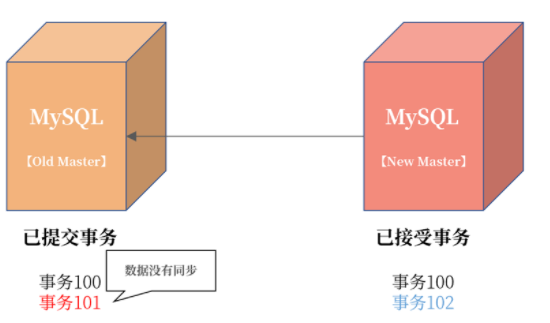 MySQL
【Old Master】
MySQL
【New Master】
已提交事务
已接受事务
数据没有同步
事务100
事务101
事务100
事务102